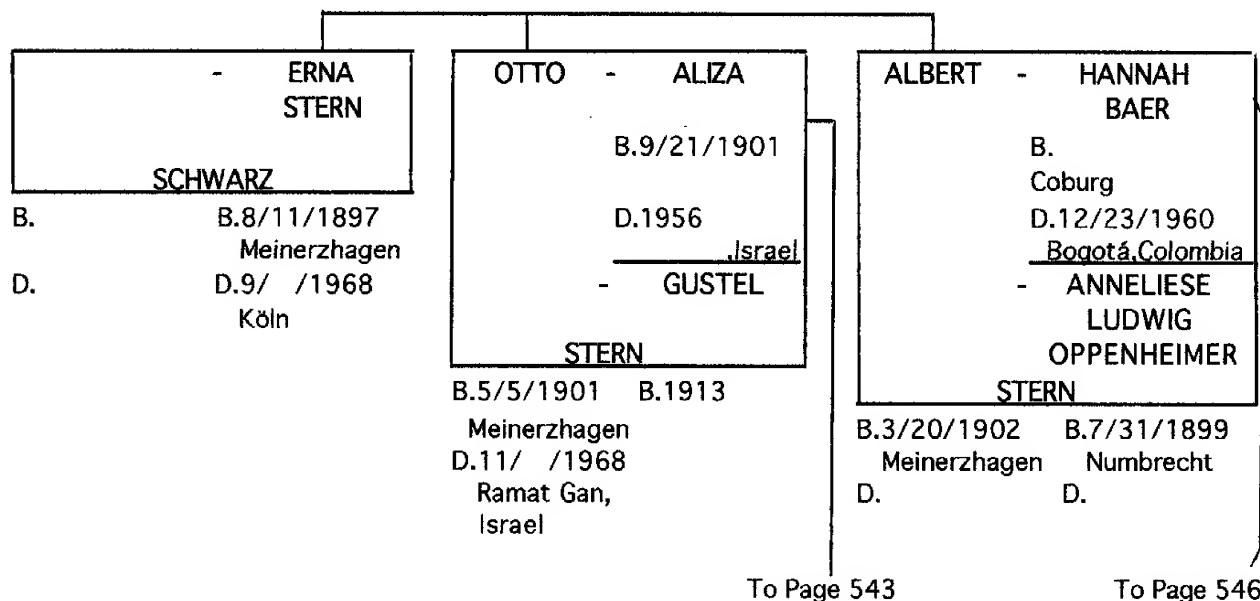 - ERNA
STERN
SCHWARZ
B. B.8/11/1897
Meinerzhagen
D. D.9/ /1968
Köln
OTTO - ALIZA
B.9/21/1901
D.1956
,Israel
- GUSTEL
STERN
B.5/5/1901 B.1913
Meinerzhagen
D.11/ /1968
Ramat Gan,
Israel
To Page 543
ALBERT - HANNAH
BAER
B.
Coburg
D.12/23/1960
Bogotá,Colombia
- ANNELIESE
LUDWIG
OPPENHEIMER
STERN
B.3/20/1902 B.7/31/1899
Meinerzhagen Numbrecht
D. D.
To Page 546